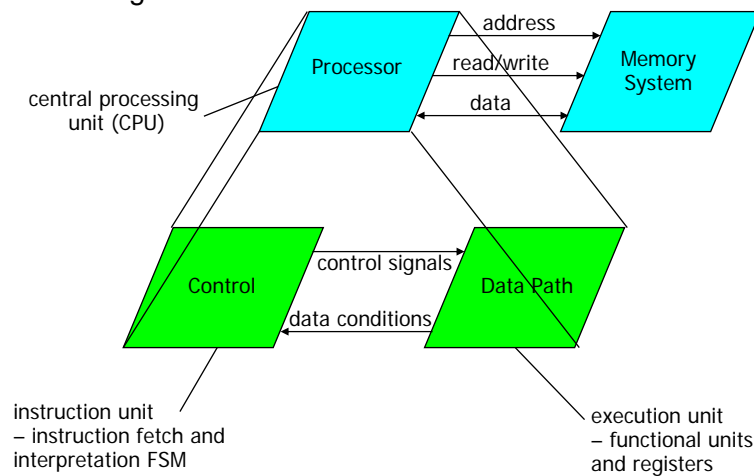 address
Processor
read/write
Memory
System
central processing
unit (CPU)
data
Control
control signals
Data Path
data conditions
instruction unit
– instruction fetch and
interpretation FSM
execution unit
– functional units
and registers